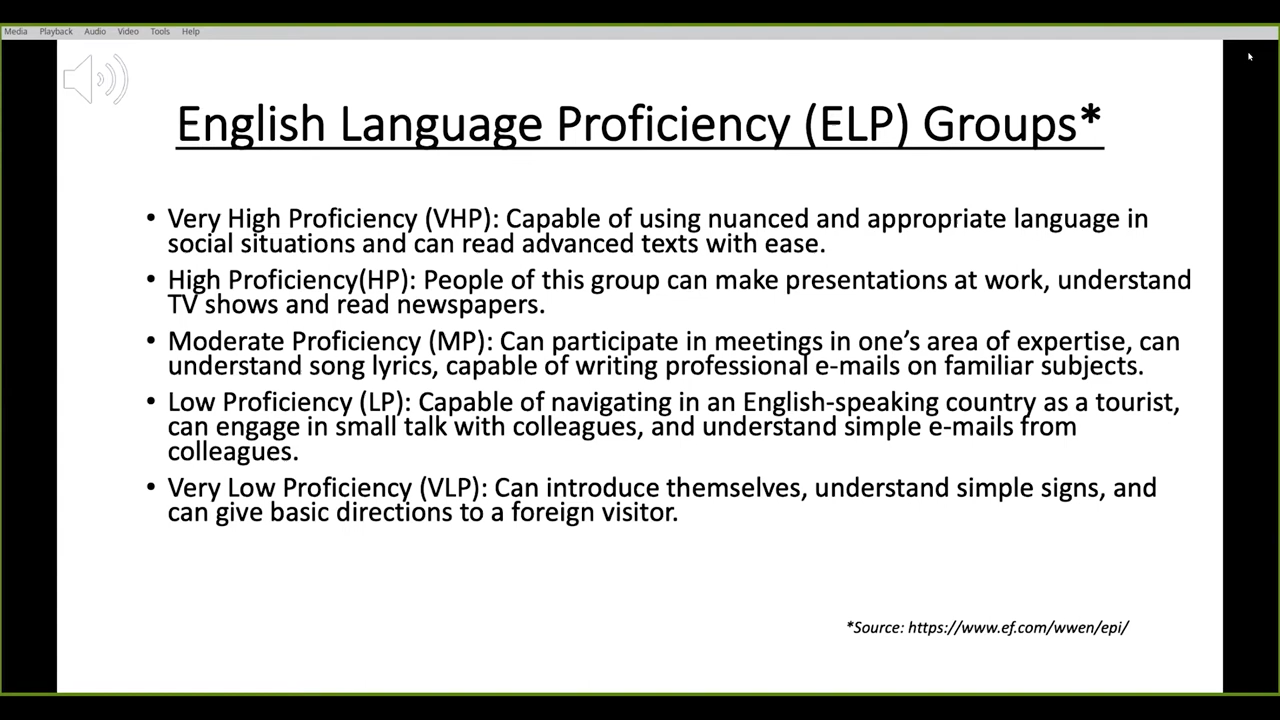 Media Playback Audio Video Tools Help
English Language Proficiency (ELP) Groups*
• Very High Proficiency (VHP): Capable of using nuanced and appropriate language in
social situations and can read advanced texts with ease.
• High Proficiency(HP): People of this group can make presentations at work, understand
TV shows and read newspapers.
• Moderate Proficiency (MP): Can participate in meetings in one’s area of expertise, can
understand song lyrics, capable of writing professional e-mails on familiar subjects.
• Low Proficiency (LP): Capable of navigating in an English-speaking country as a tourist,
can engage in small talk with colleagues, and understand simple e-mails from
colleagues.
• Very Low Proficiency (VLP): Can introduce themselves, understand simple signs, and
can give basic directions to a foreign visitor.
*Source: https://www.ef.com/wwen/epi/